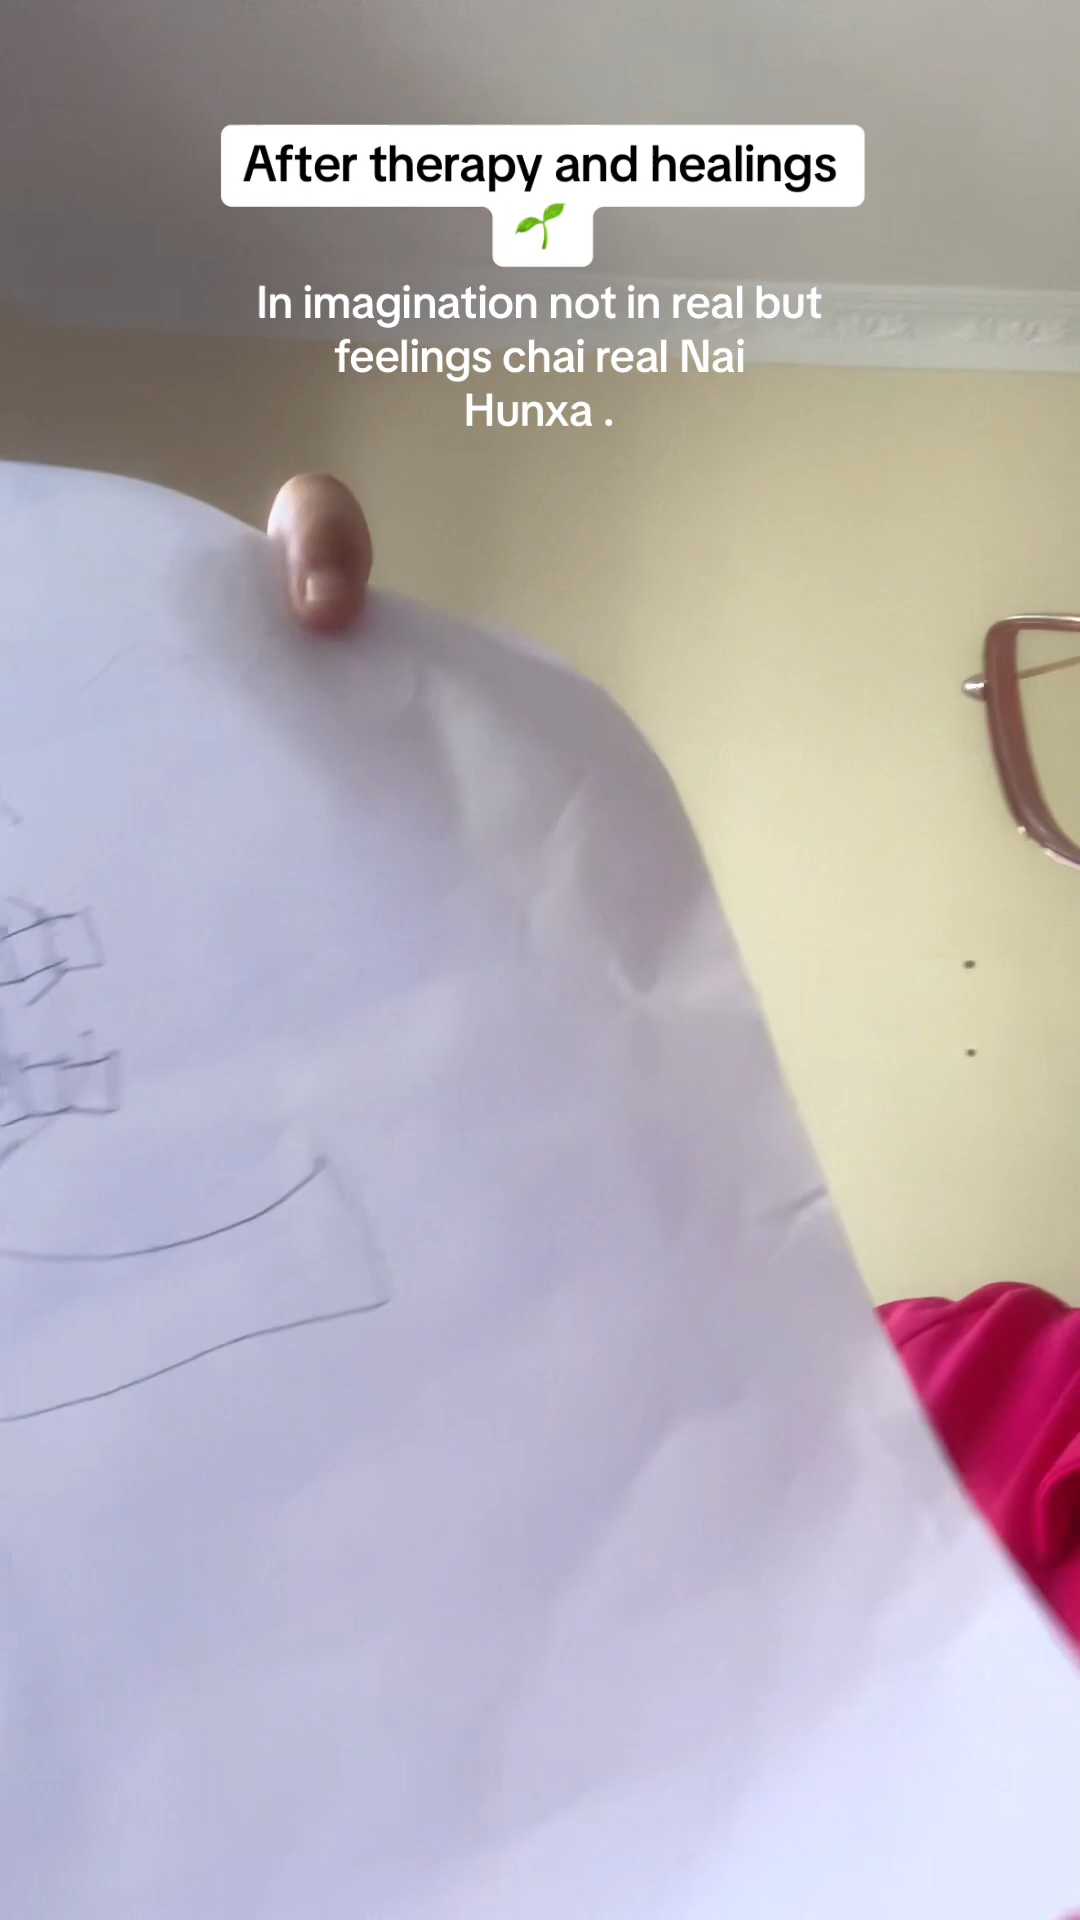 After therapy and healings
🌱
In imagination not in real but
feelings chai real Nai
Hunxa .